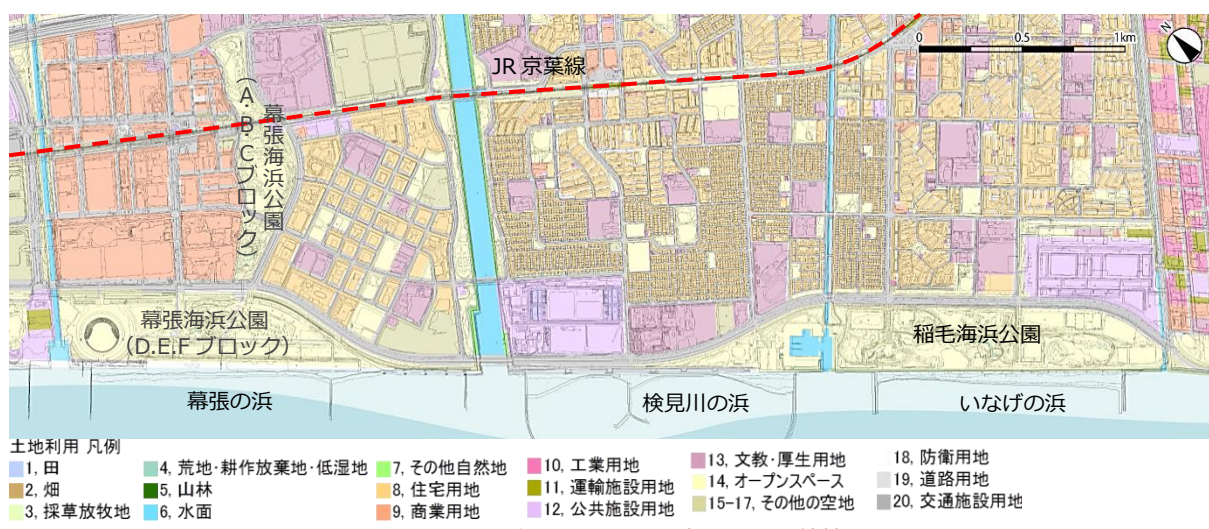 JR 京葉線
0 0.5 1km
N
幕張海浜公園
(A・B・Cブロック)
幕張海浜公園
(D.E.F ブロック)
稲毛海浜公園
幕張の浜
検見川の浜
いなげの浜
土地利用 凡例
1, 田
2, 畑
3, 採草放牧地
4, 荒地・耕作放棄地・低湿地
5, 山林
6, 水面
7, その他自然地
8, 住宅用地
9, 商業用地
10, 工業用地
11, 運輸施設用地
12, 公共施設用地
13, 文教・厚生用地
14, オープンスペース
15-17, その他の空地
18, 防衛用地
19, 道路用地
20, 交通施設用地